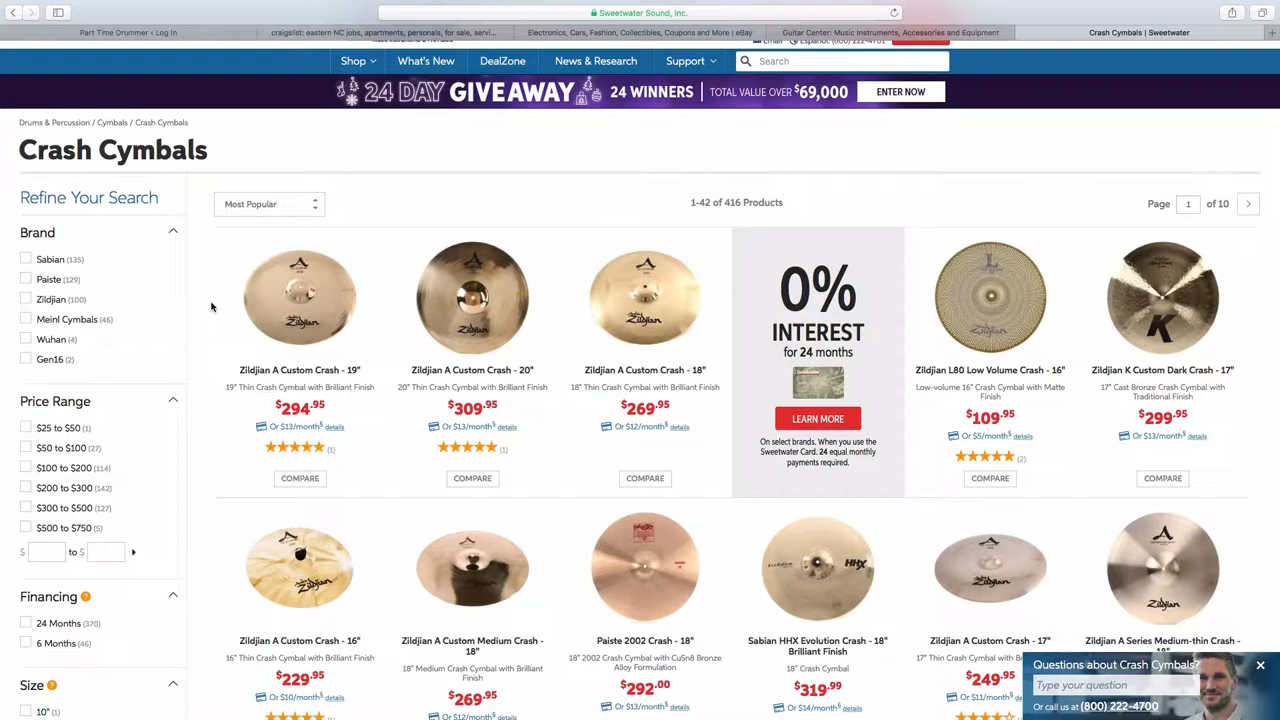 Sweetwater Sound, Inc.
Part Time Drummer ‹ Log In
craigslist: eastern NC jobs, apartments, personals, for sale, servi...
Electronics, Cars, Fashion, Collectibles, Coupons and More | eBay
Guitar Center: Music Instruments, Accessories and Equipment
Crash Cymbals | Sweetwater
Shop
What's New
DealZone
News & Research
Support
Search
24 DAY GIVEAWAY
24 WINNERS
TOTAL VALUE OVER $69,000
ENTER NOW
Drums & Percussion / Cymbals / Crash Cymbals
Crash Cymbals
Refine Your Search
Most Popular
1-42 of 416 Products
Page 1 of 10
Brand
Sabian (135)
Paiste (129)
Zildjian (100)
Meinl Cymbals (46)
Wuhan (4)
Gen16 (2)
Price Range
$25 to $50 (1)
$50 to $100 (27)
$100 to $200 (114)
$200 to $300 (142)
$300 to $500 (127)
$500 to $750 (5)
$ to $
Financing ?
24 Months (370)
6 Months (46)
Size ?
10" (1)
Zildjian
Zildjian A Custom Crash - 19"
19" Thin Crash Cymbal with Brilliant Finish
$294.95
Or $13/month§ details
(1)
COMPARE
Zildjian
Zildjian A Custom Crash - 20"
20" Thin Crash Cymbal with Brilliant Finish
$309.95
Or $13/month§ details
(1)
COMPARE
Zildjian
Zildjian A Custom Crash - 18"
18" Thin Crash Cymbal with Brilliant Finish
$269.95
Or $12/month§ details
COMPARE
0%
INTEREST
for 24 months
LEARN MORE
On select brands. When you use the
Sweetwater Card. 24 equal monthly
payments required.
Zildjian
Zildjian L80 Low Volume Crash - 16"
Low-volume 16" Crash Cymbal with Matte
Finish
$109.95
Or $5/month§ details
(2)
COMPARE
K
Zildjian K Custom Dark Crash - 17"
17" Cast Bronze Crash Cymbal with
Traditional Finish
$299.95
Or $13/month§ details
COMPARE
Zildjian
Zildjian A Custom Crash - 16"
16" Thin Crash Cymbal with Brilliant Finish
$229.95
Or $10/month§ details
(1)
Zildjian
Zildjian A Custom Medium Crash -
18"
18" Medium Crash Cymbal with Brilliant
Finish
$269.95
Or $12/month§ details
PAISTE
Paiste 2002 Crash - 18"
18" 2002 Crash Cymbal with CuSn8 Bronze
Alloy Formulation
$292.00
Or $13/month§ details
Evolution
HHX
Sabian HHX Evolution Crash - 18"
Brilliant Finish
18" Crash Cymbal
$319.99
Or $14/month§ details
Zildjian
Zildjian A Custom Crash - 17"
17" Thin Crash Cymbal with Bri
$249.95
Or $11/month§
Zildjian
Zildjian A Series Medium-thin Crash -
Questions about Crash Cymbals?
Type your question
Or call us at (800) 222-4700